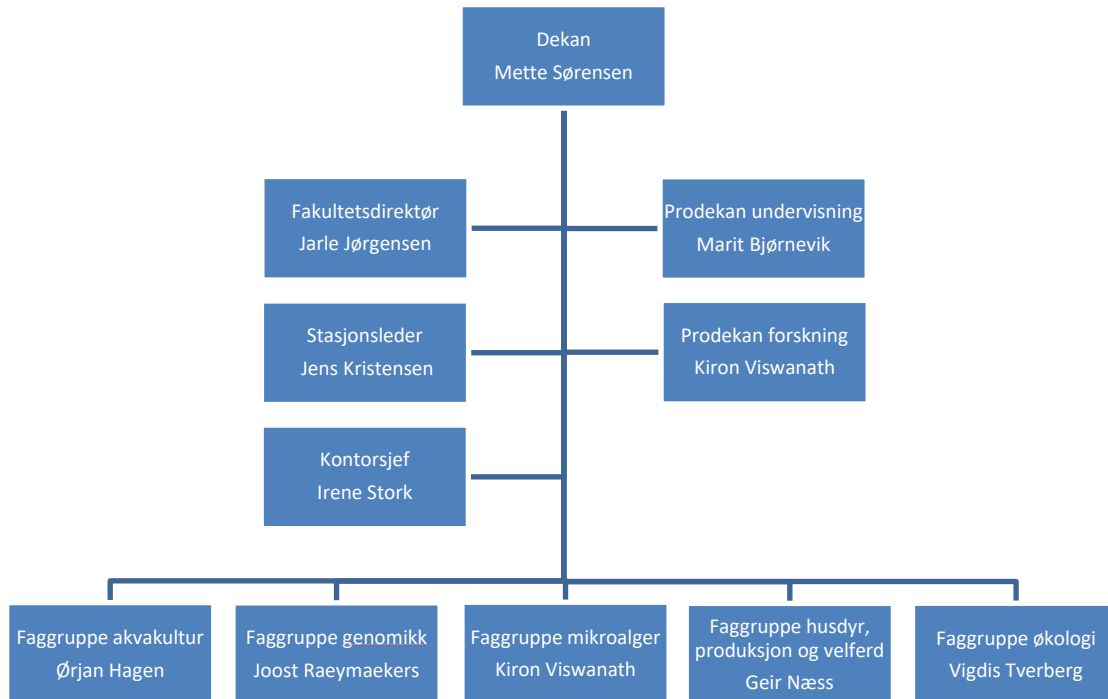 Dekan
Mette Sørensen
Fakultetsdirektør
Jarle Jørgensen
Prodekan undervisning
Marit Bjørnevik
Stasjonsleder
Jens Kristensen
Prodekan forskning
Kiron Viswanath
Kontorsjef
Irene Stork
Faggruppe akvakultur
Ørjan Hagen
Faggruppe genomikk
Joost Raeymaekers
Faggruppe mikroalger
Kiron Viswanath
Faggruppe husdyr,
produksjon og velferd
Geir Næss
Faggruppe økologi
Vigdis Tverberg